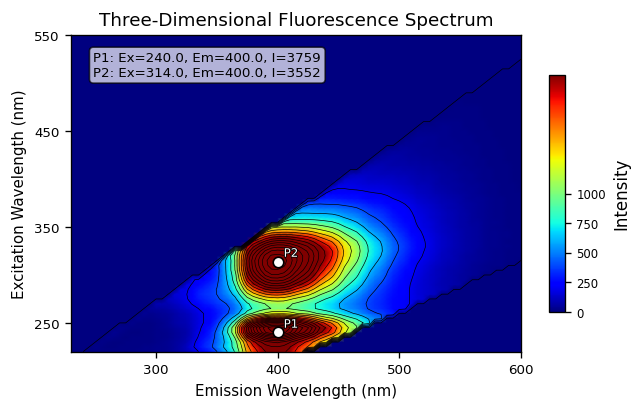 Three-Dimensional Fluorescence Spectrum
P1: Ex=240.0, Em=400.0, I=3759
P2: Ex=314.0, Em=400.0, I=3552
550
450
350
250
Excitation Wavelength (nm)
P2
P1
300
400
500
600
Emission Wavelength (nm)
1000
750
500
250
0
Intensity